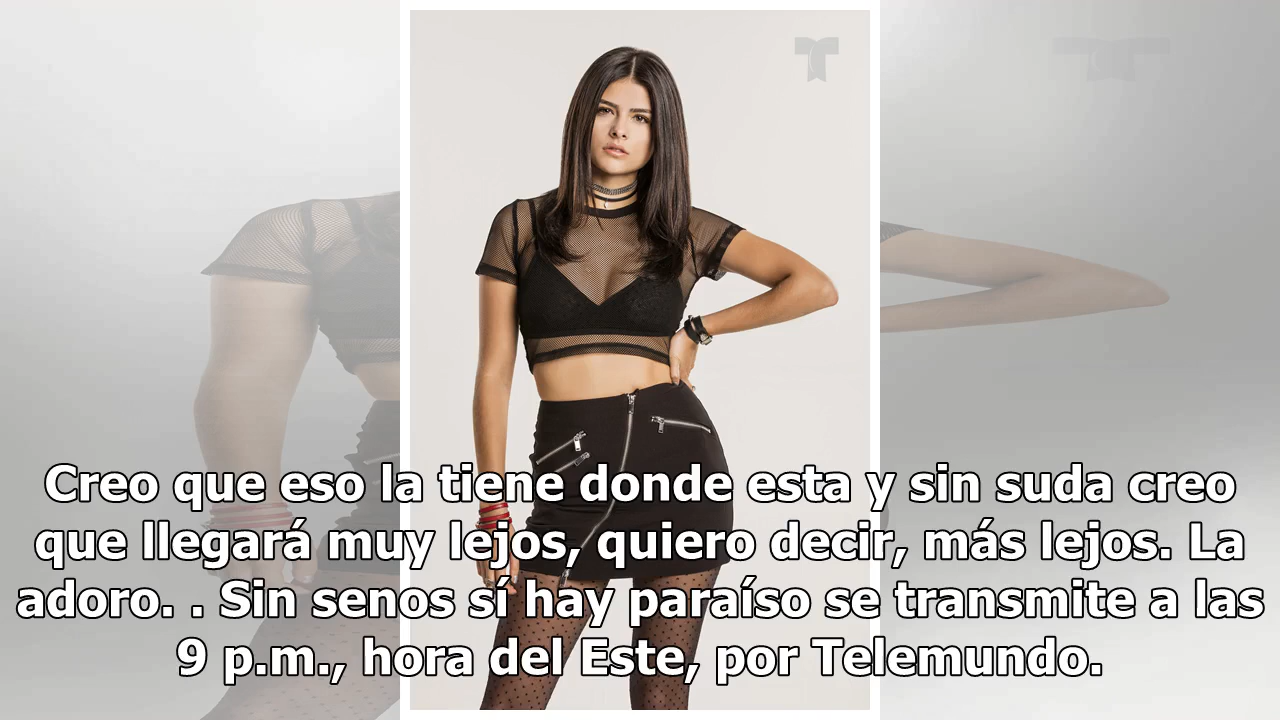 Creo que eso la tiene donde esta y sin suda creo
que llegará muy lejos, quiero decir, más lejos. La
adoro. . Sin senos sí hay paraíso se transmite a las
9 p.m., hora del Este, por Telemundo.